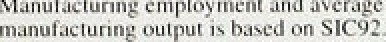 Manufacturing employment and average
manufacturing output is based on SIC92.